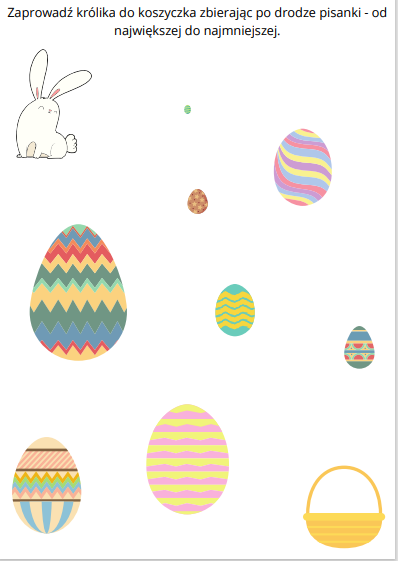 Zaprowadź królika do koszyczka zbierając po drodze pisanki - od
największej do najmniejszej.